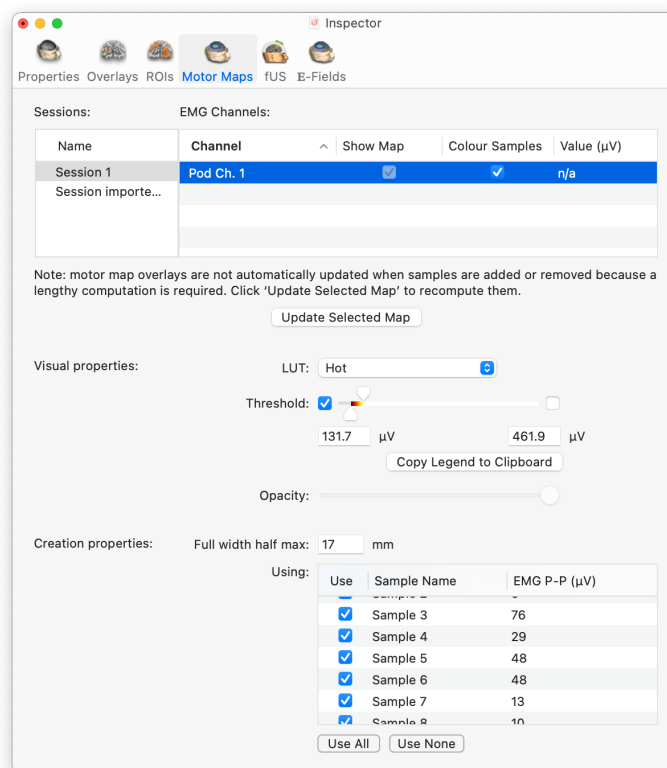 Inspector
Properties Overlays ROIs Motor Maps fUS E-Fields
Sessions: EMG Channels:
Name Channel Show Map Colour Samples Value (µV)
Session 1 Pod Ch. 1 n/a
Session importe...
Note: motor map overlays are not automatically updated when samples are added or removed because a
lengthy computation is required. Click ‘Update Selected Map’ to recompute them.
Update Selected Map
Visual properties: LUT: Hot
Threshold:
131.7 µV 461.9 µV
Copy Legend to Clipboard
Opacity:
Creation properties: Full width half max: 17 mm
Using: Use Sample Name EMG P-P (µV)
Sample 3 76
Sample 4 29
Sample 5 48
Sample 6 48
Sample 7 13
Sample 8 10
Use All Use None